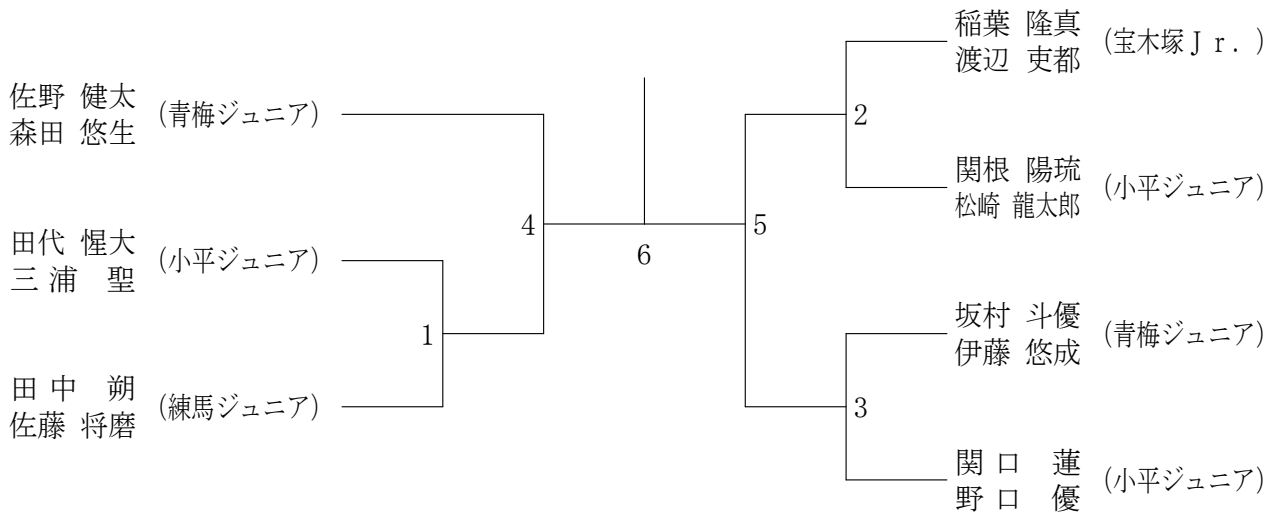 佐野 健太
森田 悠生
(青梅ジュニア)
田代 惺大
三浦 聖
(小平ジュニア)
田中 朔
佐藤 将磨
(練馬ジュニア)
1
4
6
5
2
3
稲葉 隆真
渡辺 吏都
(宝木塚Jr.)
関根 陽琉
松崎 龍太郎
(小平ジュニア)
坂村 斗優
伊藤 悠成
(青梅ジュニア)
関口 蓮
野口 優
(小平ジュニア)